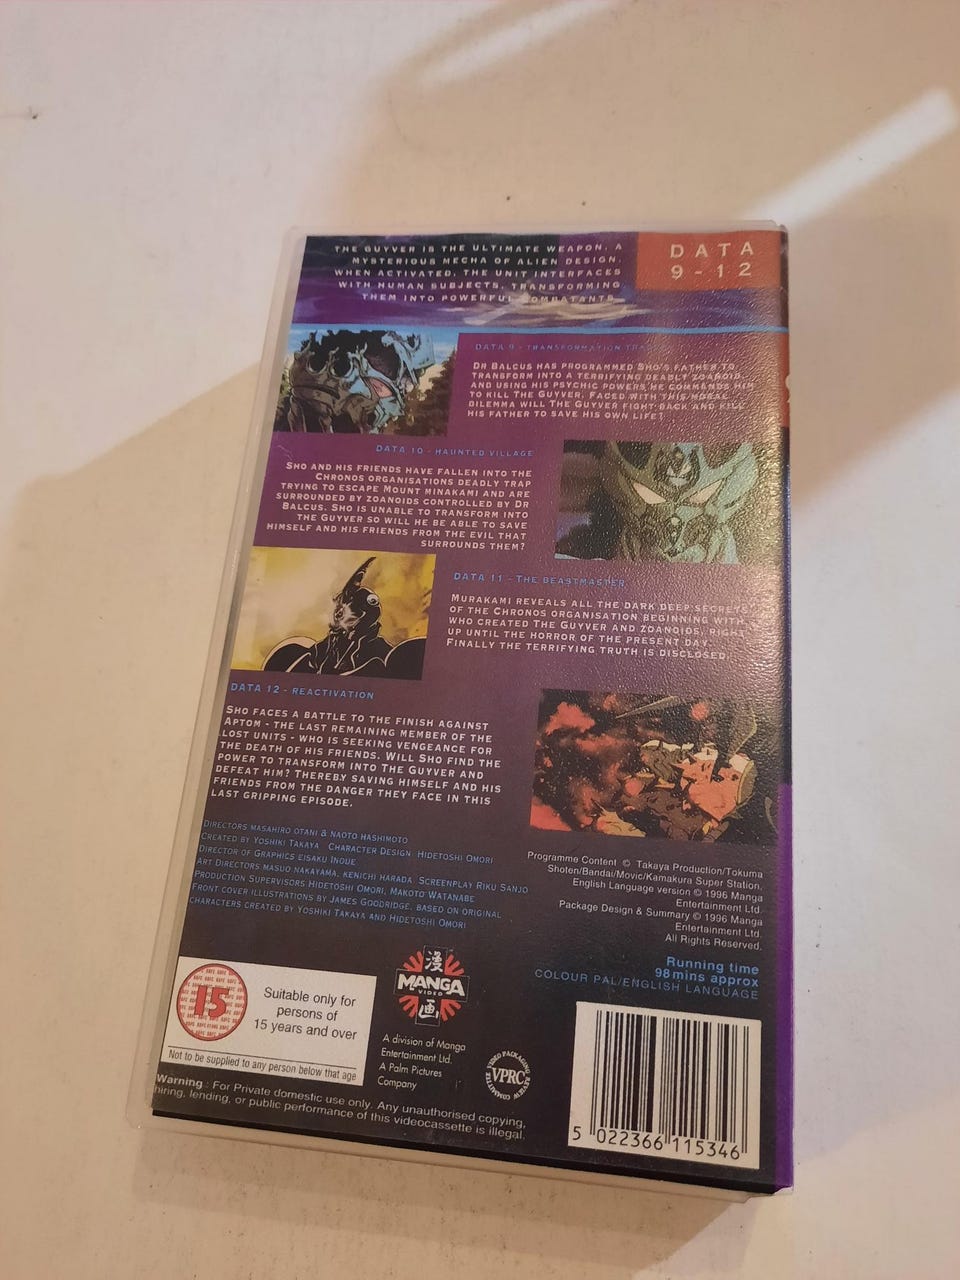 THE GUYVER IS THE ULTIMATE WEAPON. A
MYSTERIOUS MECHA OF ALIEN DESIGN.
WHEN ACTIVATED, THE UNIT INTERFACES
WITH HUMAN SUBJECTS, TRANSFORMING
THEM INTO POWERFUL COMBATANTS.
DATA
9-12
DATA 9 - TRANSFORMATION
DR BALCUS HAS PROGRAMMED SHO'S FATHER TO
TRANSFORM INTO A TERRIFYING DEADLY ZOANOID
AND USING HIS PSYCHIC POWERS HE COMMANDS HIM
TO KILL THE GUYVER. FACED WITH THIS MORAL
DILEMMA WILL THE GUYVER FIGHT BACK AND KILL
HIS FATHER TO SAVE HIS OWN LIFE?
DATA 10 - HAUNTED VILLAGE
SHO AND HIS FRIENDS HAVE FALLEN INTO THE
CHRONOS ORGANISATIONS DEADLY TRAP
TRYING TO ESCAPE MOUNT MINAKAMI AND ARE
SURROUNDED BY ZOANOIDS CONTROLLED BY DR
BALCUS. SHO IS UNABLE TO TRANSFORM INTO
THE GUYVER SO WILL HE BE ABLE TO SAVE
HIMSELF AND HIS FRIENDS FROM THE EVIL THAT
SURROUNDS THEM?
DATA 11 - THE BEASTMASTER
MURAKAMI REVEALS ALL THE DARK DEEP SECRETS
OF THE CHRONOS ORGANISATION BEGINNING WITH
WHO CREATED THE GUYVER AND ZOANOIDS, RIGHT
UP UNTIL THE HORROR OF THE PRESENT DAY.
FINALLY THE TERRIFYING TRUTH IS DISCLOSED.
DATA 12 - REACTIVATION
SHO FACES A BATTLE TO THE FINISH AGAINST
APTOM - THE LAST REMAINING MEMBER OF THE
LOST UNITS - WHO IS SEEKING VENGEANCE FOR
THE DEATH OF HIS FRIENDS. WILL SHO FIND THE
POWER TO TRANSFORM INTO THE GUYVER AND
DEFEAT HIM? THEREBY SAVING HIMSELF AND HIS
FRIENDS FROM THE DANGER THEY FACE IN THIS
LAST GRIPPING EPISODE.
DIRECTORS MASAHIRO OTANI & NAOTO HASHIMOTO
CREATED BY YOSHIKI TAKAYA CHARACTER DESIGN HIDETOSHI OMORI
DIRECTOR OF GRAPHICS EISAKU INOUE
ART DIRECTORS MASUO NAKAYAMA, KENICHI HARADA, SCREENPLAY RIKU SANJO
PRODUCTION SUPERVISORS HIDETOSHI OMORI, MAKOTO WATANABE
FRONT COVER ILLUSTRATIONS BY JAMES GOODRIDGE, BASED ON ORIGINAL
CHARACTERS CREATED BY YOSHIKI TAKAYA AND HIDETOSHI OMORI
Programme Content © Takaya Production/Tokuma
Shoten/Bandai/Movic/Kamakura Super Station.
English Language version © 1996 Manga
Entertainment Ltd.
Package Design & Summary © 1996 Manga
Entertainment Ltd.
All Rights Reserved.
Running time
98mins approx
COLOUR PAL/ENGLISH LANGUAGE
15
Suitable only for
persons of
15 years and over
Not to be supplied to any person below that age
漫
MANGA
VIDEO
画
A division of Manga
Entertainment Ltd.
A Palm Pictures
Company
VIDEO PACKAGING REVIEW COMMITTEE
VPRC
Warning : For Private domestic use only. Any unauthorised copying,
hiring, lending, or public performance of this videocassette is illegal.
5 022366 115346